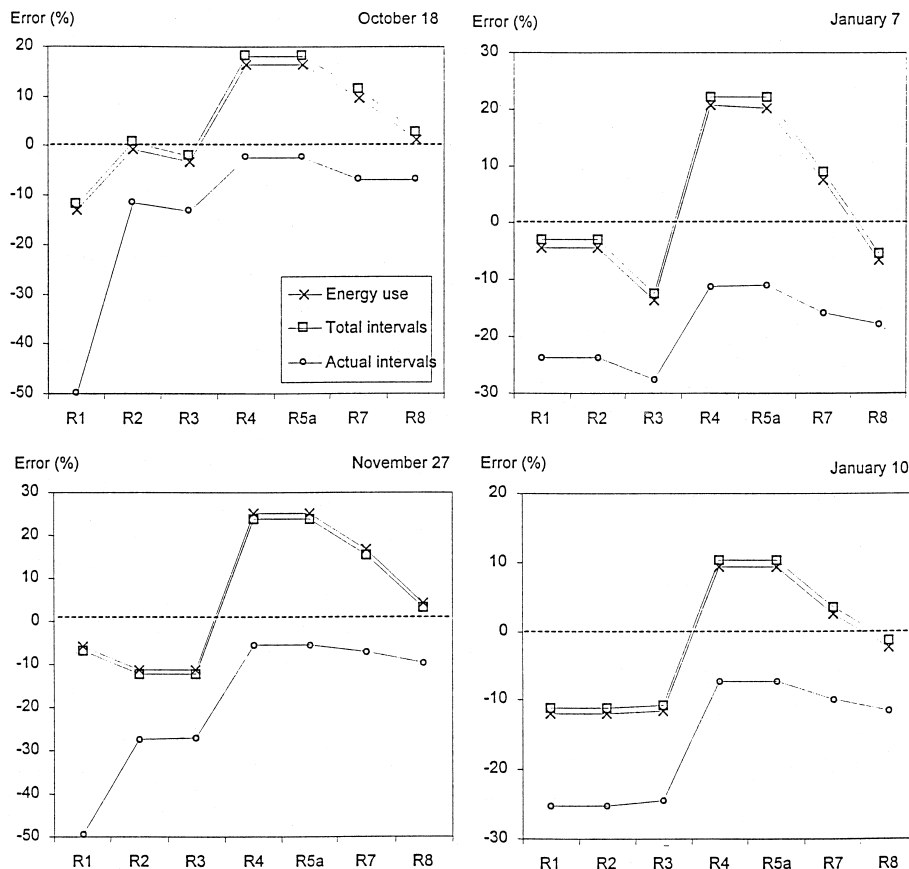 Error (%) October 18
20
10
0
-10
-20
-30
-40
-50
Energy use
Total intervals
Actual intervals
R1 R2 R3 R4 R5a R7 R8
Error (%) January 7
30
20
10
0
-10
-20
-30
R1 R2 R3 R4 R5a R7 R8
Error (%) November 27
30
20
10
0
-10
-20
-30
-40
-50
R1 R2 R3 R4 R5a R7 R8
Error (%) January 10
20
10
0
-10
-20
-30
R1 R2 R3 R4 R5a R7 R8